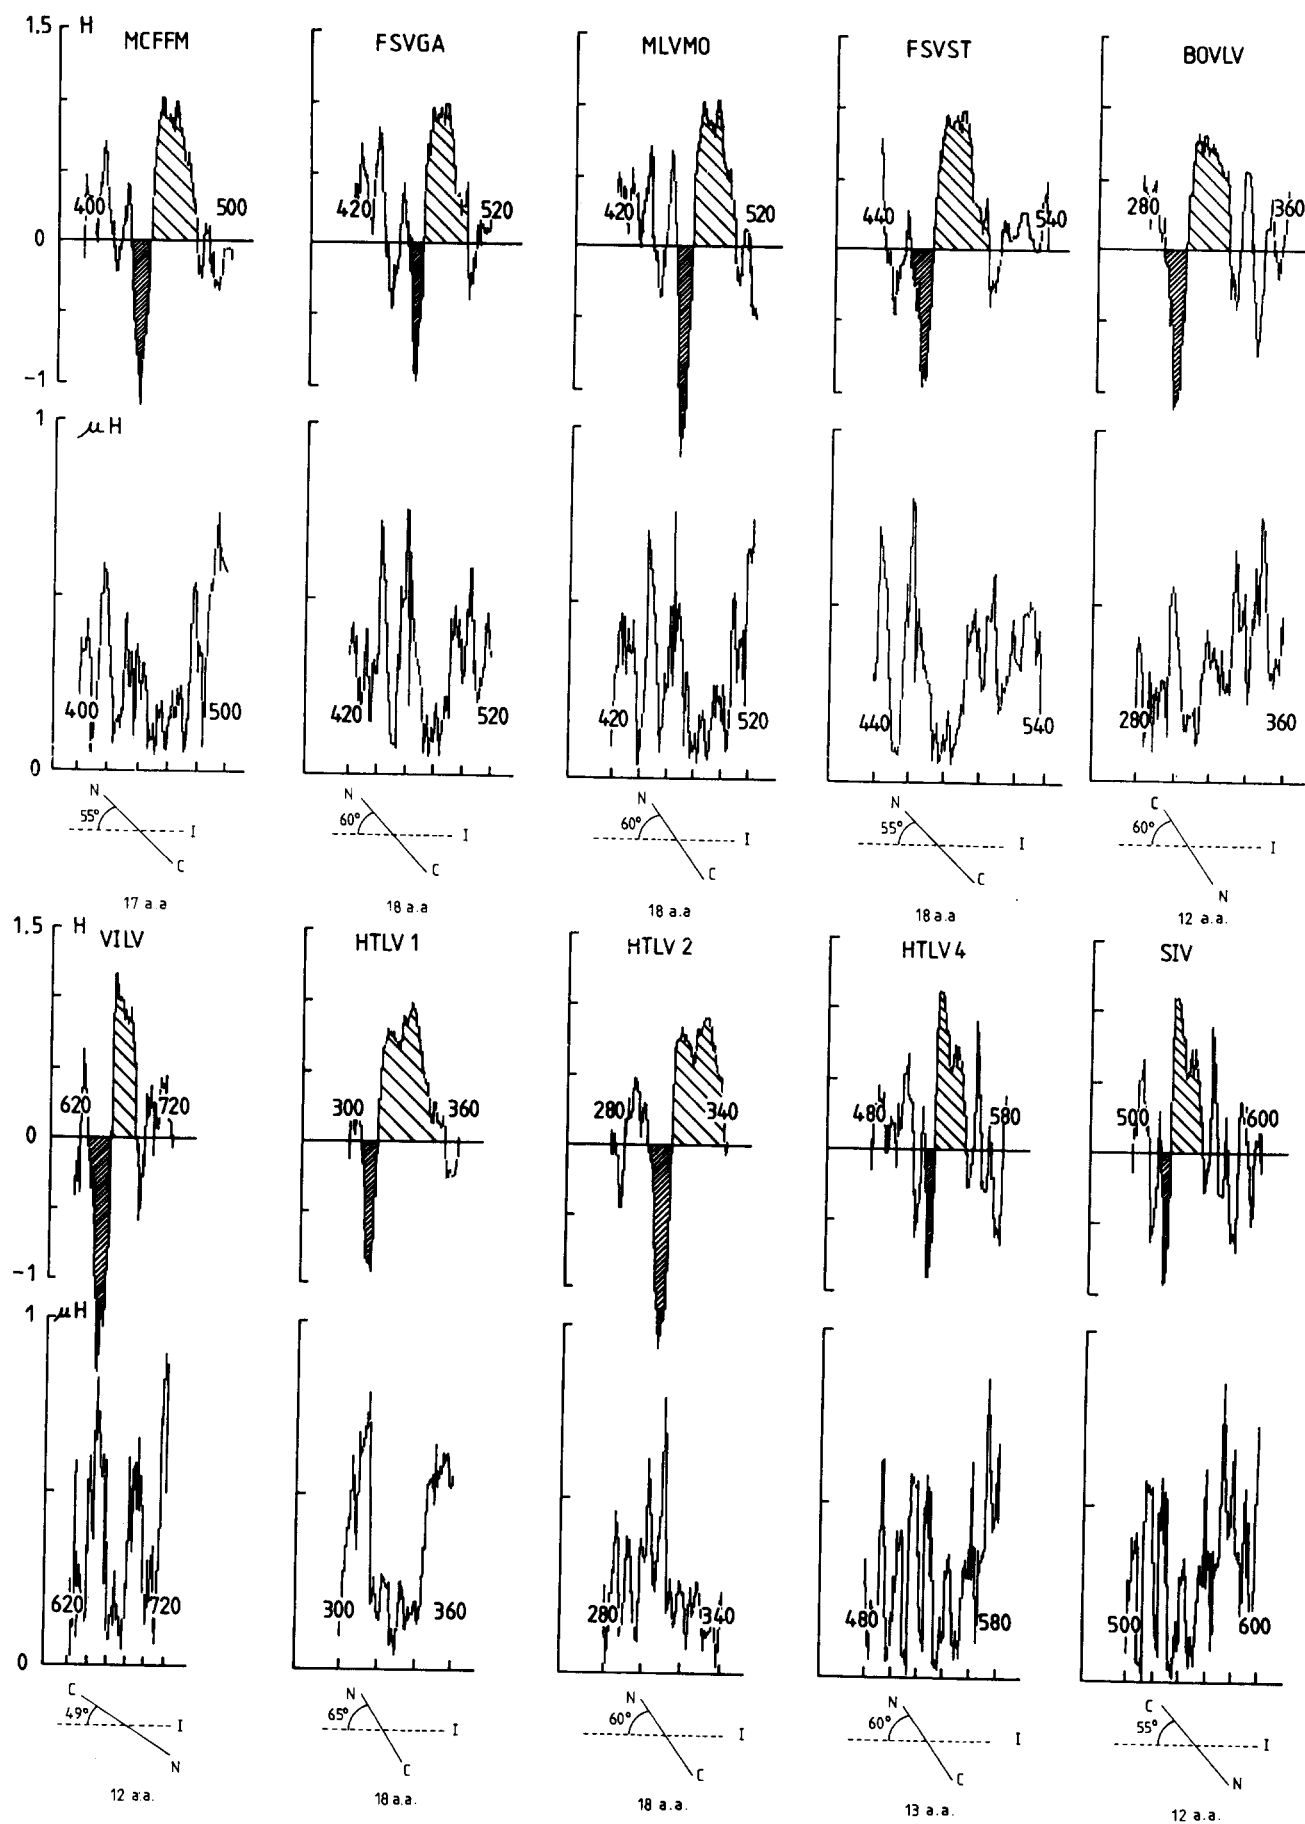 1.5 H MCFFM FSVGA MLVMO FSVST BOVLV
400 500 420 520 420 520 440 540 280 360
0
-1
1 μH
400 500 420 520 420 520 440 540 280 360
0
N 55° I C N 60° I C N 60° I C N 55° I C C 60° I N
17 a.a 18 a.a 18 a.a 18 a.a 12 a.a.
1.5 H VILV HTLV 1 HTLV 2 HTLV 4 SIV
620 720 300 360 280 340 480 580 500 600
0
-1
1 μH
620 720 300 360 280 340 480 580 500 600
0
C 49° I N N 65° I C N 60° I C N 60° I C C 55° I N
12 a.a. 18 a.a. 18 a.a. 13 a.a. 12 a.a.